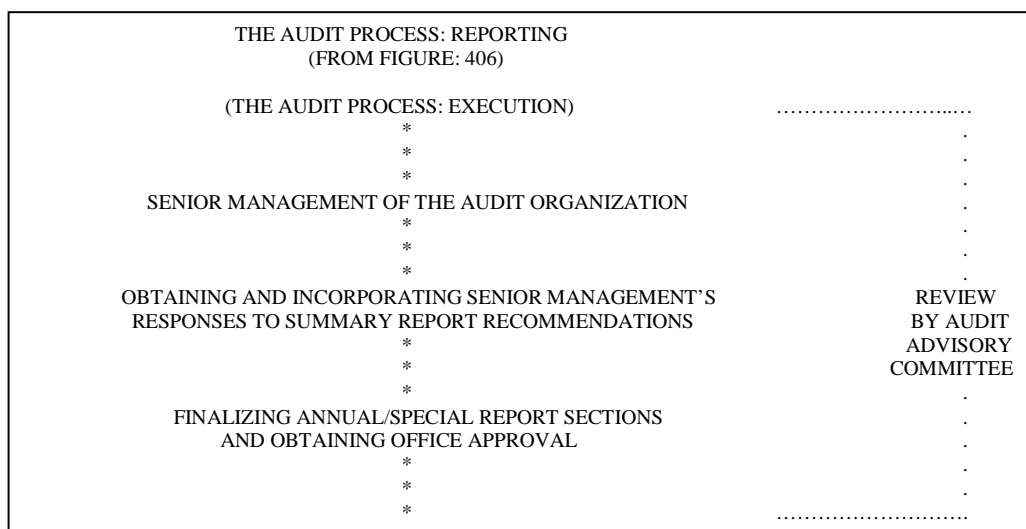 THE AUDIT PROCESS: REPORTING
(FROM FIGURE: 406)
(THE AUDIT PROCESS: EXECUTION) ……………………..…
* .
* .
* .
SENIOR MANAGEMENT OF THE AUDIT ORGANIZATION .
* .
* .
* .
OBTAINING AND INCORPORATING SENIOR MANAGEMENT’S REVIEW
RESPONSES TO SUMMARY REPORT RECOMMENDATIONS BY AUDIT
* ADVISORY
* COMMITTEE
* .
FINALIZING ANNUAL/SPECIAL REPORT SECTIONS .
AND OBTAINING OFFICE APPROVAL .
* .
* .
* ……………………….